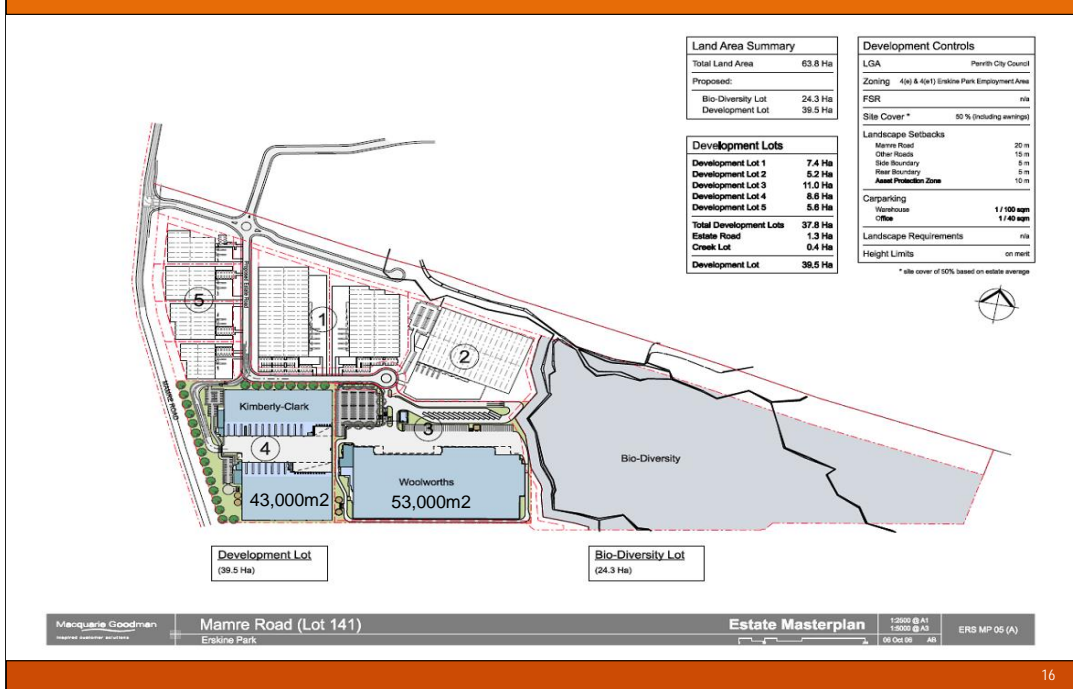 Land Area Summary
Total Land Area 63.8 Ha
Proposed:
Bio-Diversity Lot 24.3 Ha
Development Lot 39.5 Ha
Development Lots
Development Lot 1 7.4 Ha
Development Lot 2 5.2 Ha
Development Lot 3 11.0 Ha
Development Lot 4 8.6 Ha
Development Lot 5 5.6 Ha
Total Development Lots 37.8 Ha
Estate Road 1.3 Ha
Creek Lot 0.4 Ha
Development Lot 39.5 Ha
Development Controls
LGA Penrith City Council
Zoning 4(e) & 4(e1) Erskine Park Employment Area
FSR n/a
Site Cover * 50 % (including awnings)
Landscape Setbacks
Mamre Road 20 m
Other Roads 15 m
Side Boundary 5 m
Rear Boundary 5 m
Asset Protection Zone 10 m
Carparking
Warehouse 1 / 100 sqm
Office 1 / 40 sqm
Landscape Requirements n/a
Height Limits on merit
* site cover of 50% based on estate average
5
1
2
Proposed Estate Road
MAMRE ROAD
Kimberly-Clark
4
43,000m2
3
Woolworths
53,000m2
Bio-Diversity
Development Lot
(39.5 Ha)
Bio-Diversity Lot
(24.3 Ha)
Macquarie Goodman
inspired customer solutions
Mamre Road (Lot 141)
Erskine Park
Estate Masterplan
1:2500 @ A1
1:5000 @ A3
06 Oct 06 AB
ERS MP 05 (A)
16